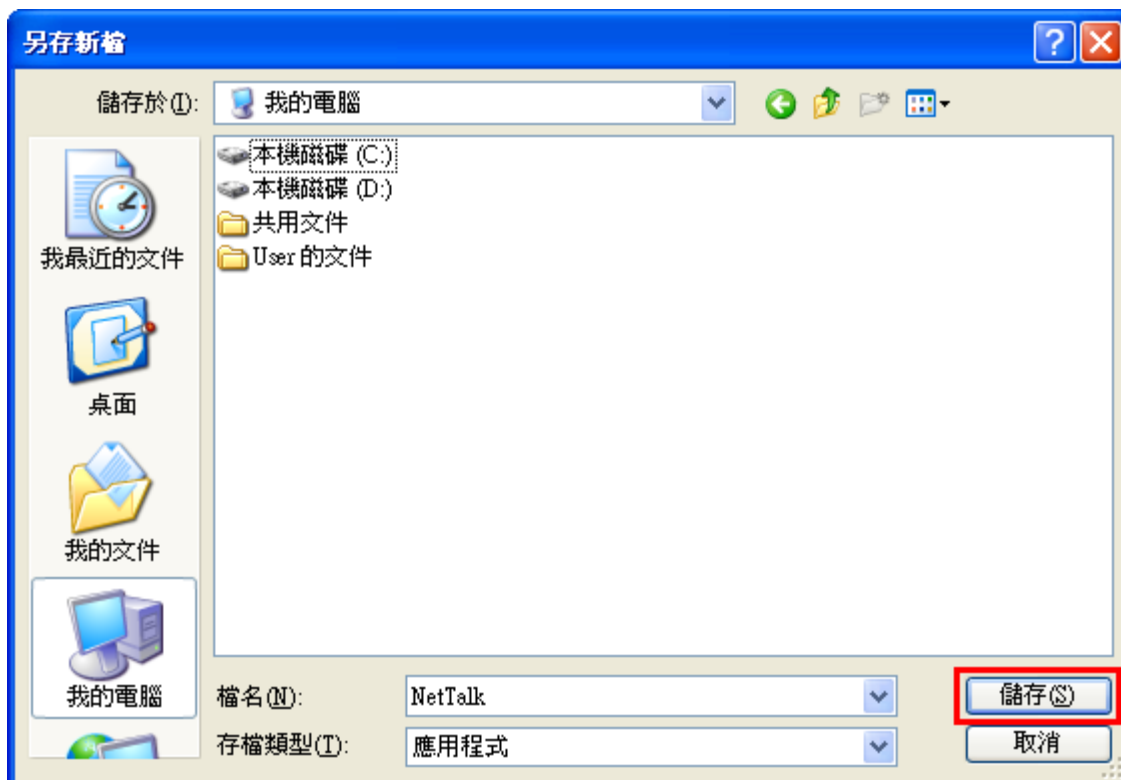 另存新檔
儲存於(I):
我的電腦
本機磁碟 (C:)
本機磁碟 (D:)
共用文件
User 的文件
我最近的文件
桌面
我的文件
我的電腦
檔名(N):
NetTalk
儲存(S)
存檔類型(T):
應用程式
取消